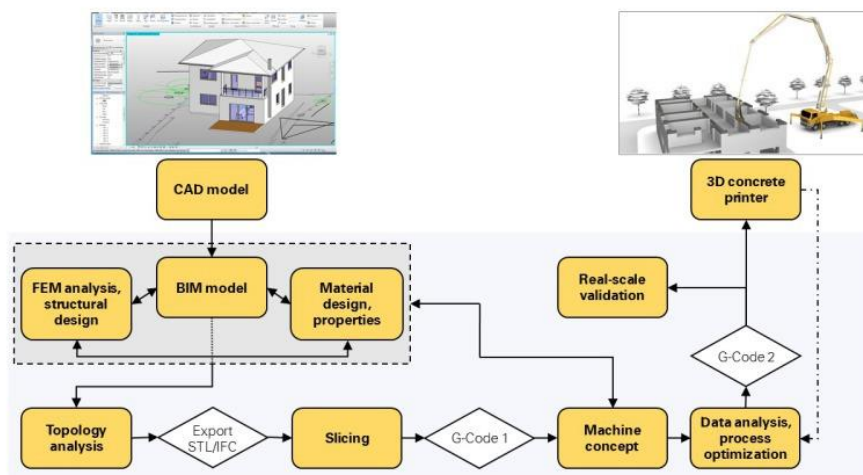 CAD model
3D concrete
printer
FEM analysis,
structural
design
BIM model
Material
design,
properties
Real-scale
validation
G-Code 2
Topology
analysis
Export
STL/IFC
Slicing
G-Code 1
Machine
concept
Data analysis,
process
optimization